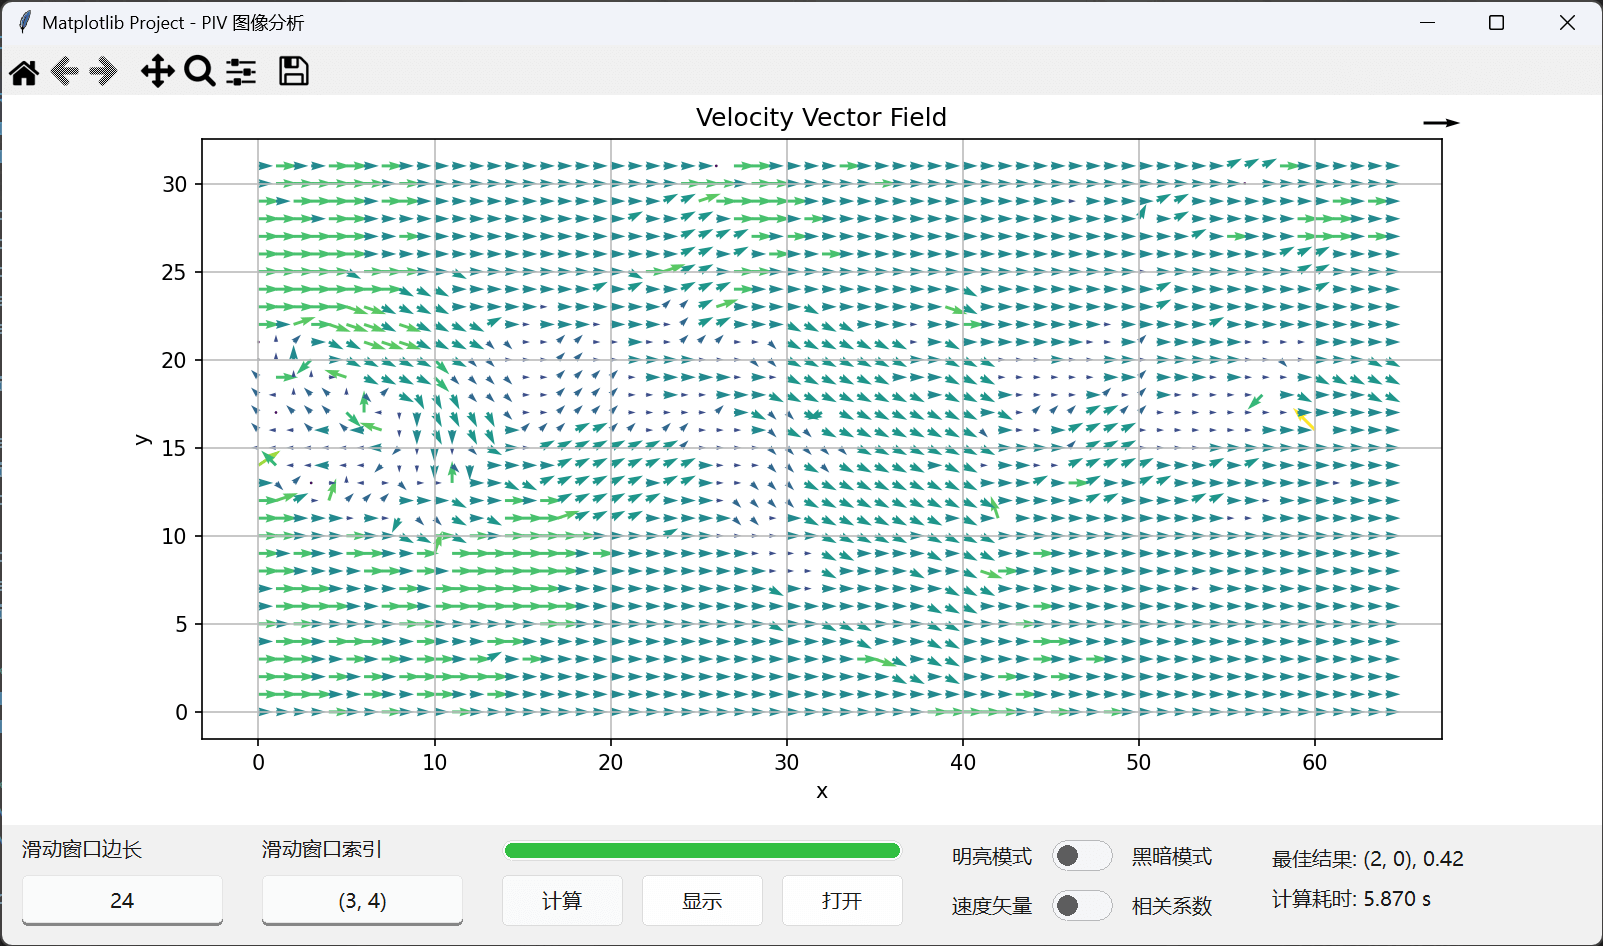 Matplotlib Project - PIV 图像分析
Velocity Vector Field
30
25
20
15
10
5
0
y
0 10 20 30 40 50 60
x
滑动窗口边长
24
滑动窗口索引
(3, 4)
计算 显示 打开
明亮模式 黑暗模式
速度矢量 相关系数
最佳结果: (2, 0), 0.42
计算耗时: 5.870 s